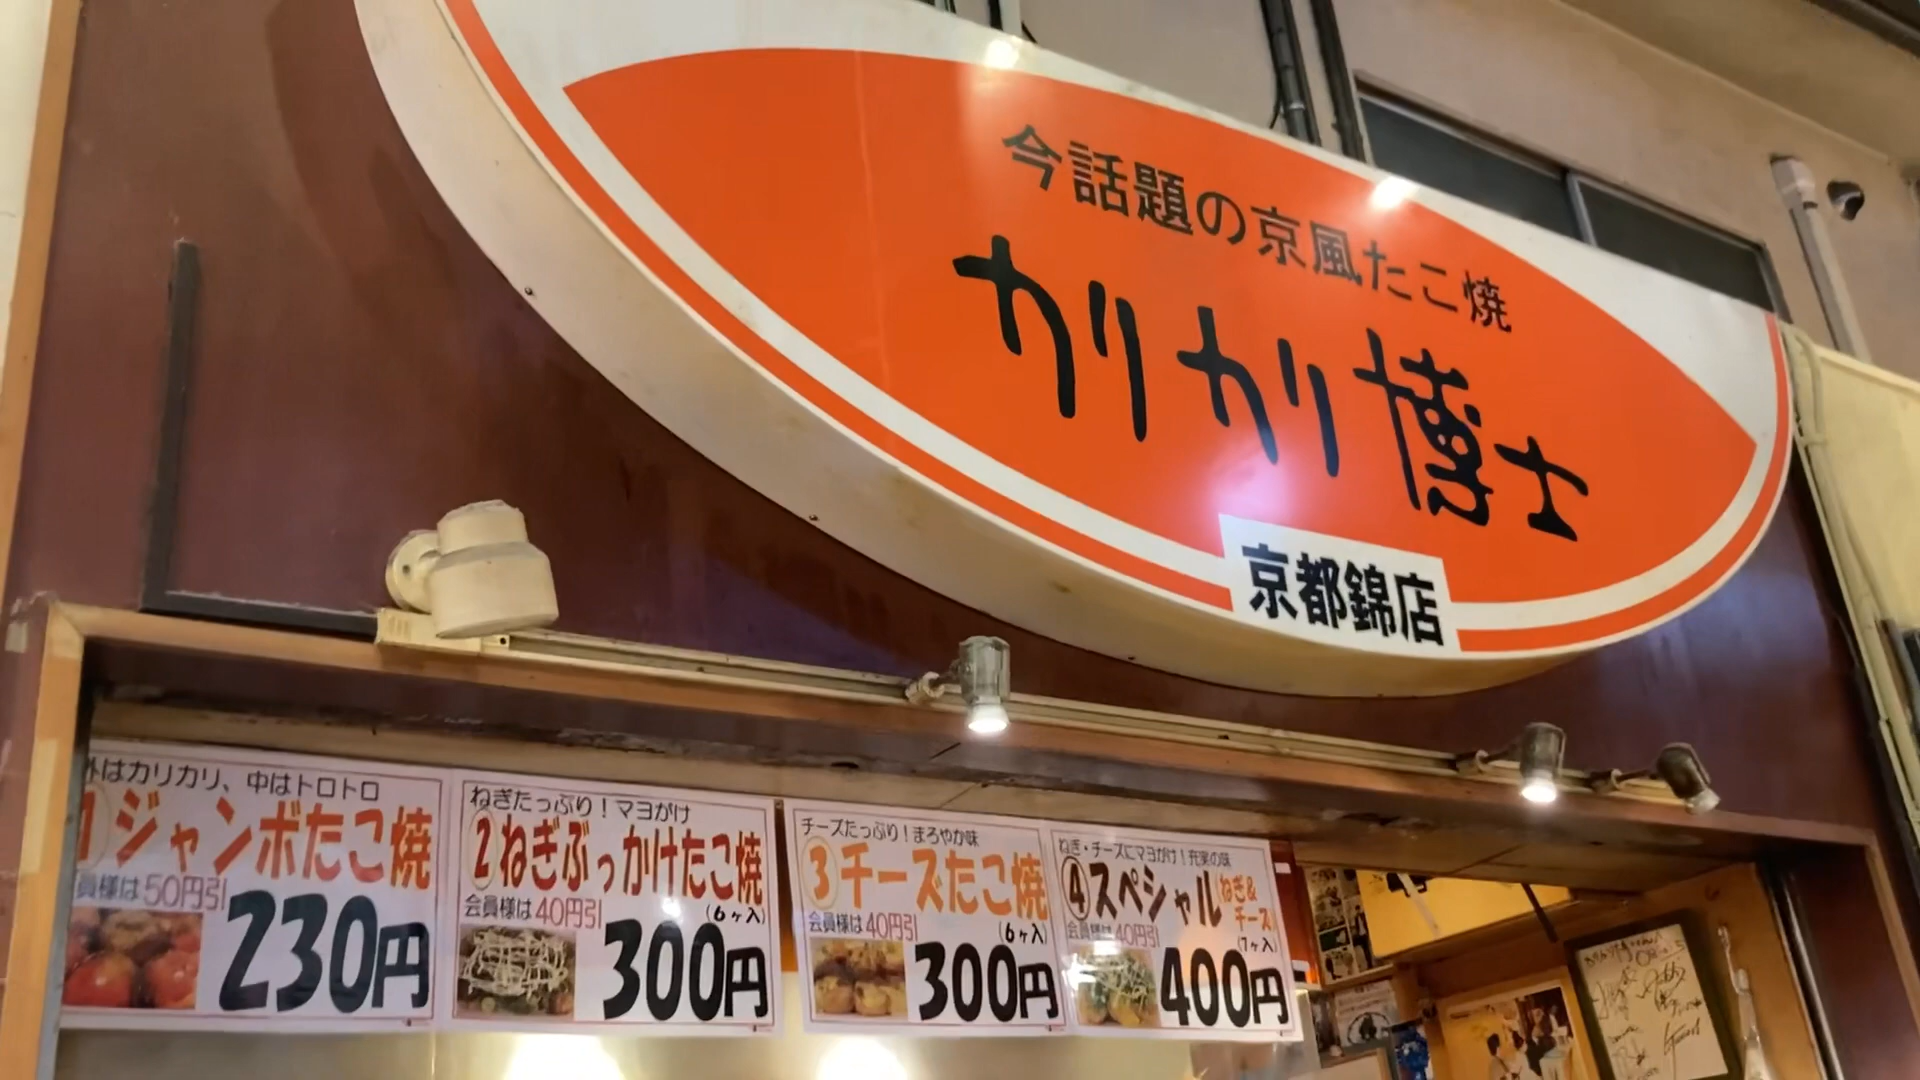 今話題の京風たこ焼
カリカリ博士
京都錦店
外はカリカリ、中はトロトロ
1ジャンボたこ焼
会員様は50円引
230円
ねぎたっぷり!マヨがけ
②ねぎぶっかけたこ焼
会員様は40円引
(6ヶ入)
300円
チーズたっぷり!まろやか味
③チーズたこ焼
会員様は40円引
(6ヶ入)
300円
ねぎ・チーズにマヨがけ!充実の味
④スペシャル
ねぎ&
チーズ
会員様は40円引
(7ヶ入)
400円